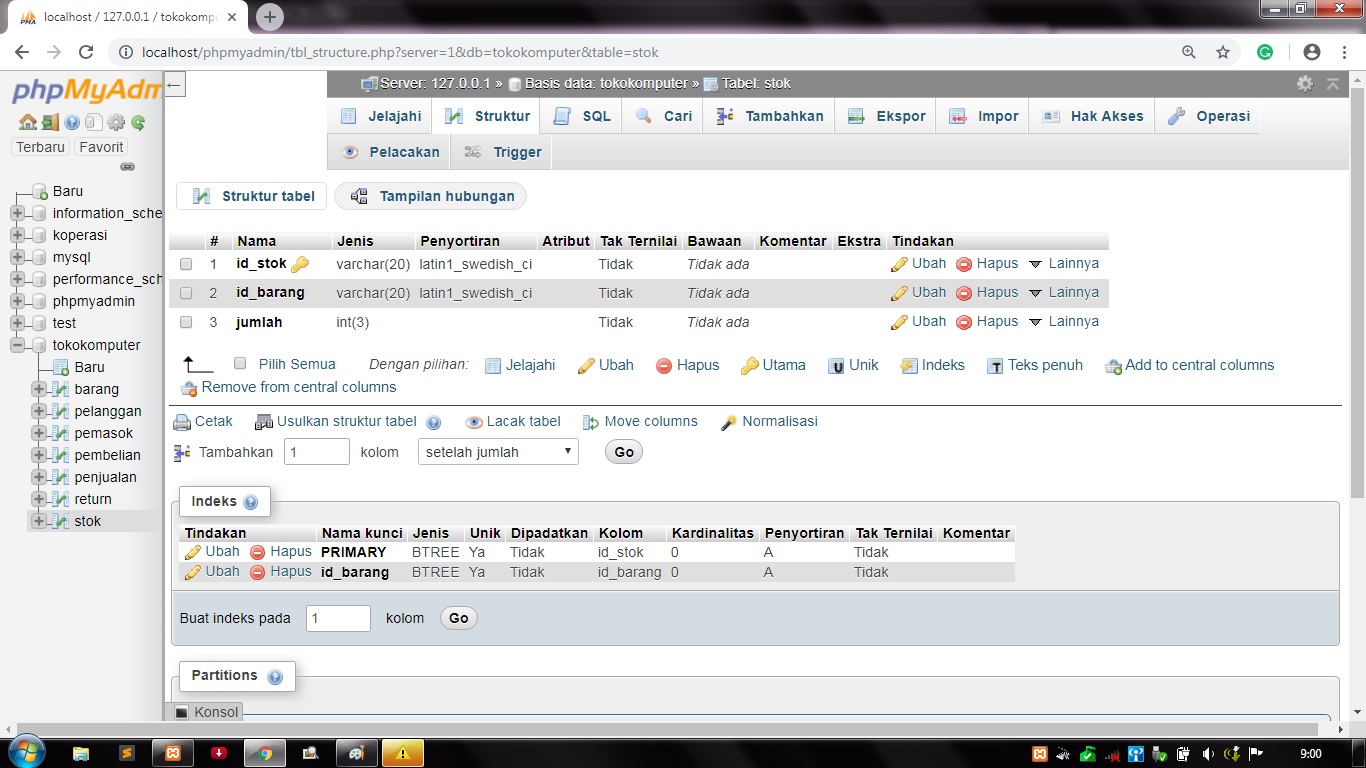 localhost / 127.0.0.1 / tokokompu
localhost/phpmyadmin/tbl_structure.php?server=1&db=tokokomputer&table=stok
phpMyAdm
Terbaru Favorit
Baru
information_sche
koperasi
mysql
performance_sch
phpmyadmin
test
tokokomputer
Baru
barang
pelanggan
pemasok
pembelian
penjualan
return
stok
Server: 127.0.0.1 » Basis data: tokokomputer » Tabel: stok
Jelajahi Struktur SQL Cari Tambahkan Ekspor Impor Hak Akses Operasi
Pelacakan Trigger
Struktur tabel Tampilan hubungan
# Nama Jenis Penyortiran Atribut Tak Ternilai Bawaan Komentar Ekstra Tindakan
1 id_stok varchar(20) latin1_swedish_ci Tidak Tidak ada Ubah Hapus Lainnya
2 id_barang varchar(20) latin1_swedish_ci Tidak Tidak ada Ubah Hapus Lainnya
3 jumlah int(3) Tidak Tidak ada Ubah Hapus Lainnya
Pilih Semua Dengan pilihan: Jelajahi Ubah Hapus Utama Unik Indeks Teks penuh Add to central columns
Remove from central columns
Cetak Usulkan struktur tabel Lacak tabel Move columns Normalisasi
Tambahkan 1 kolom setelah jumlah Go
Indeks
Tindakan Nama kunci Jenis Unik Dipadatkan Kolom Kardinalitas Penyortiran Tak Ternilai Komentar
Ubah Hapus PRIMARY BTREE Ya Tidak id_stok 0 A Tidak
Ubah Hapus id_barang BTREE Ya Tidak id_barang 0 A Tidak
Buat indeks pada 1 kolom Go
Partitions
Konsol
9:00